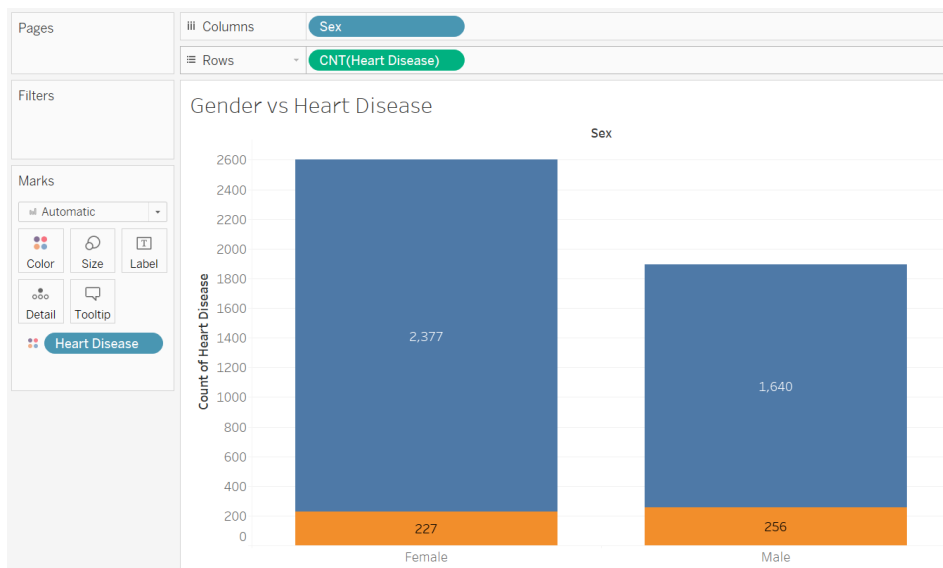 Pages
Columns
Sex
Rows
CNT(Heart Disease)
Filters
Marks
Automatic
Color
Size
Label
Detail
Tooltip
Heart Disease
Gender vs Heart Disease
Sex
Count of Heart Disease
2600
2400
2200
2000
1800
1600
1400
1200
1000
800
600
400
200
0
2,377
227
1,640
256
Female
Male